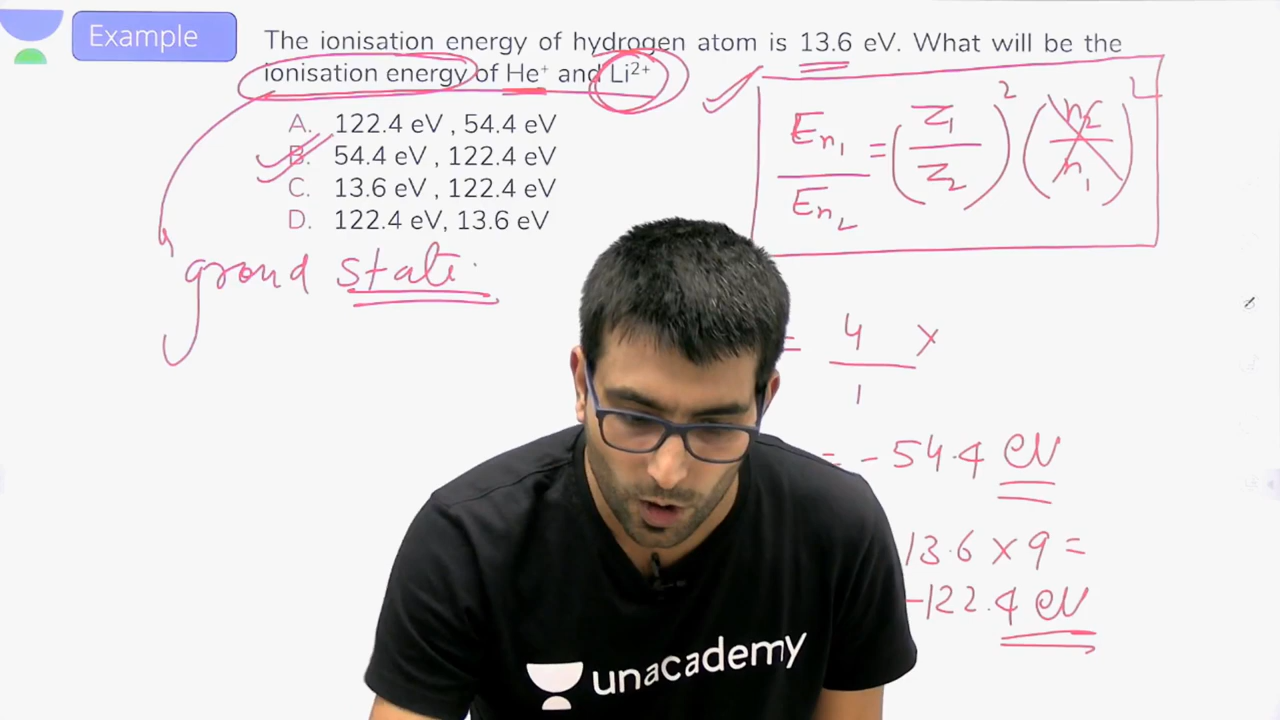 Example
The ionisation energy of hydrogen atom is 13.6 eV. What will be the
ionisation energy of He⁺ and Li²⁺
A. 122.4 eV , 54.4 eV
B. 54.4 eV , 122.4 eV
C. 13.6 eV , 122.4 eV
D. 122.4 eV, 13.6 eV
grond state.
En₁ / En₂ = (Z₁ / Z₂)² (n₂ / n₁)²
= 4 / 1 ×
= - 54.4 eV
13.6 × 9 =
-122.4 eV
unacademy